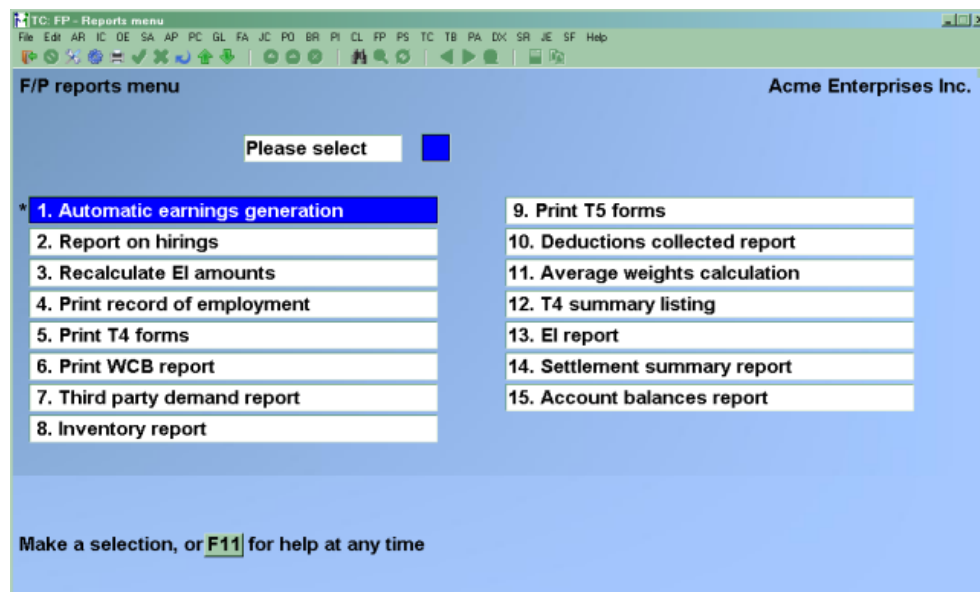 TC: FP - Reports menu
File Edit AR IC OE SA AP PC GL FA JC PO BR PI CL FP PS TC TB PA DX SR JE SF Help
F/P reports menu
Acme Enterprises Inc.
Please select
* 1. Automatic earnings generation
2. Report on hirings
3. Recalculate EI amounts
4. Print record of employment
5. Print T4 forms
6. Print WCB report
7. Third party demand report
8. Inventory report
9. Print T5 forms
10. Deductions collected report
11. Average weights calculation
12. T4 summary listing
13. EI report
14. Settlement summary report
15. Account balances report
Make a selection, or F11 for help at any time